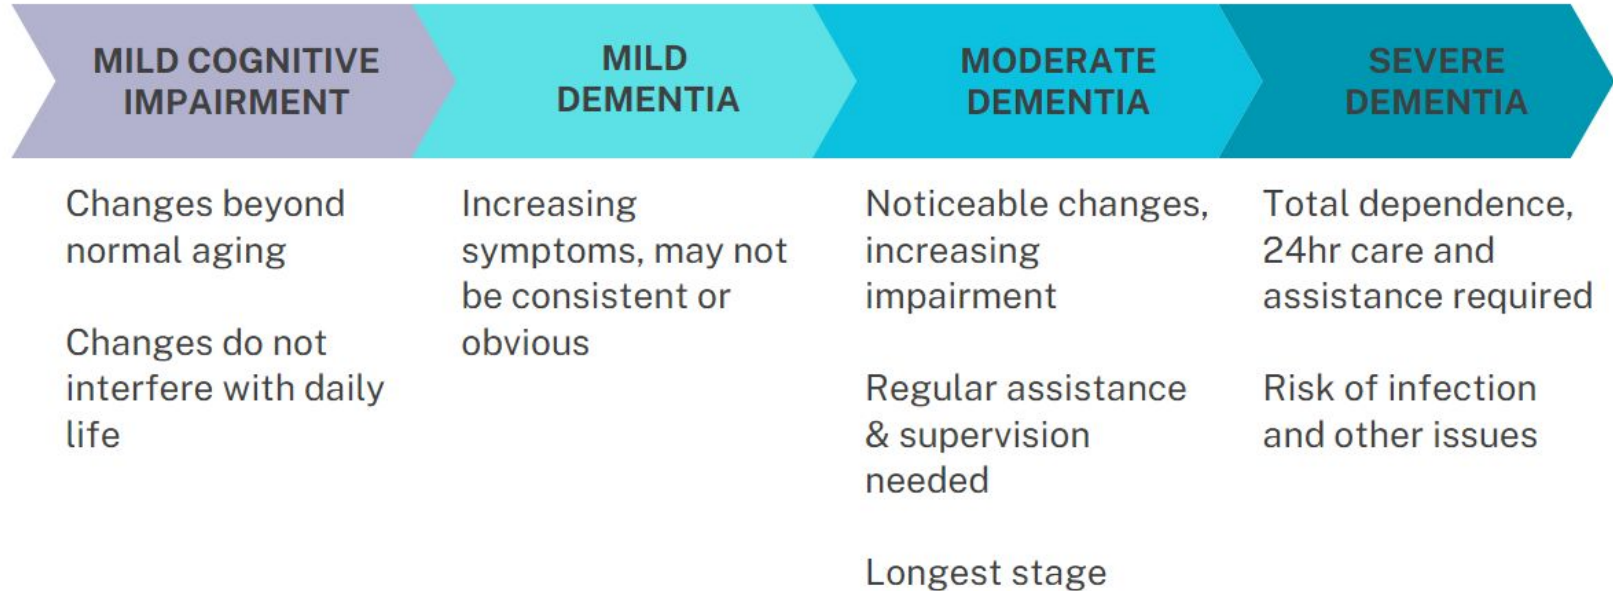 MILD COGNITIVE
IMPAIRMENT
Changes beyond
normal aging
Changes do not
interfere with daily
life
MILD
DEMENTIA
Increasing
symptoms, may not
be consistent or
obvious
MODERATE
DEMENTIA
Noticeable changes,
increasing
impairment
Regular assistance
& supervision
needed
Longest stage
SEVERE
DEMENTIA
Total dependence,
24hr care and
assistance required
Risk of infection
and other issues